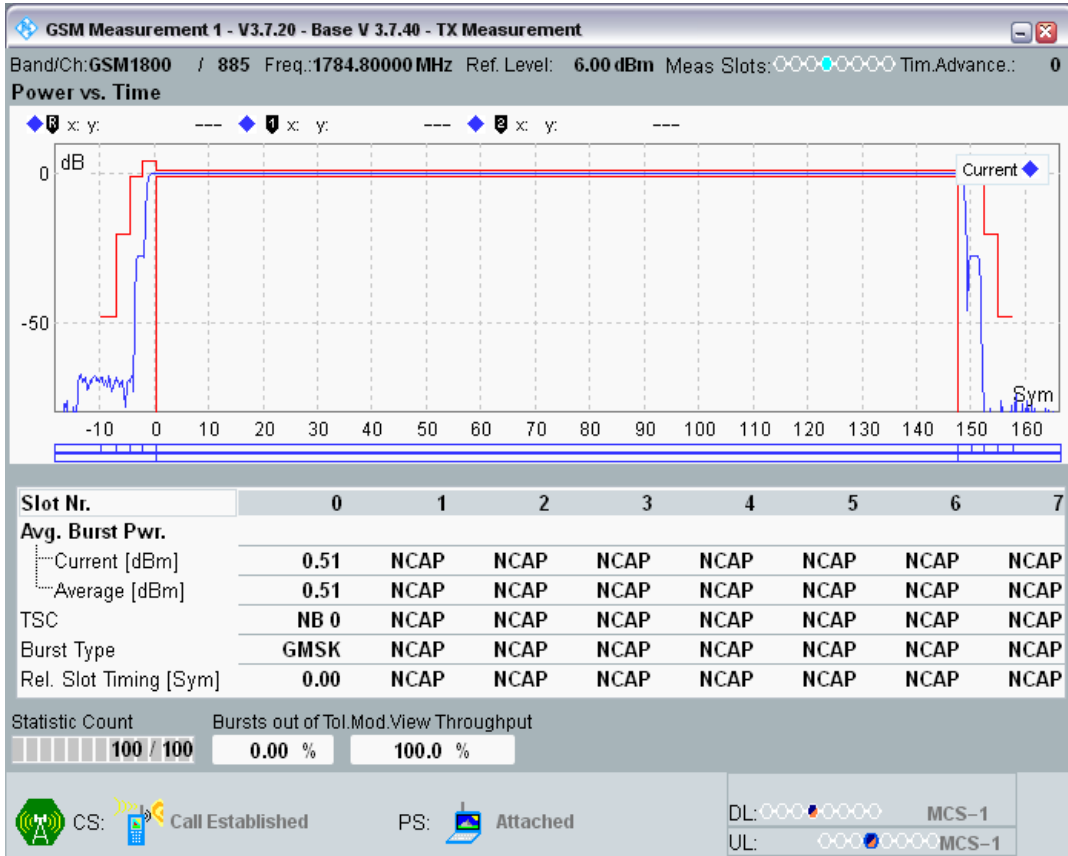 GSM Measurement 1 - V3.7.20 - Base V 3.7.40 - TX Measurement
Band/Ch:GSM1800 / 885 Freq.:1784.80000 MHz Ref. Level: 6.00 dBm Meas Slots: Tim.Advance.: 0
Power vs. Time
R x: y: --- 1 x: y: --- 2 x: y: ---
dB
Current
0
-50
Sym
-10 0 10 20 30 40 50 60 70 80 90 100 110 120 130 140 150 160
Slot Nr. 0 1 2 3 4 5 6 7
Avg. Burst Pwr.
Current [dBm] 0.51 NCAP NCAP NCAP NCAP NCAP NCAP NCAP
Average [dBm] 0.51 NCAP NCAP NCAP NCAP NCAP NCAP NCAP
TSC NB 0 NCAP NCAP NCAP NCAP NCAP NCAP NCAP
Burst Type GMSK NCAP NCAP NCAP NCAP NCAP NCAP NCAP
Rel. Slot Timing [Sym] 0.00 NCAP NCAP NCAP NCAP NCAP NCAP NCAP
Statistic Count Bursts out of Tol. Mod.View Throughput
100 / 100 0.00 % 100.0 %
CS: Call Established PS: Attached
DL: MCS-1
UL: MCS-1